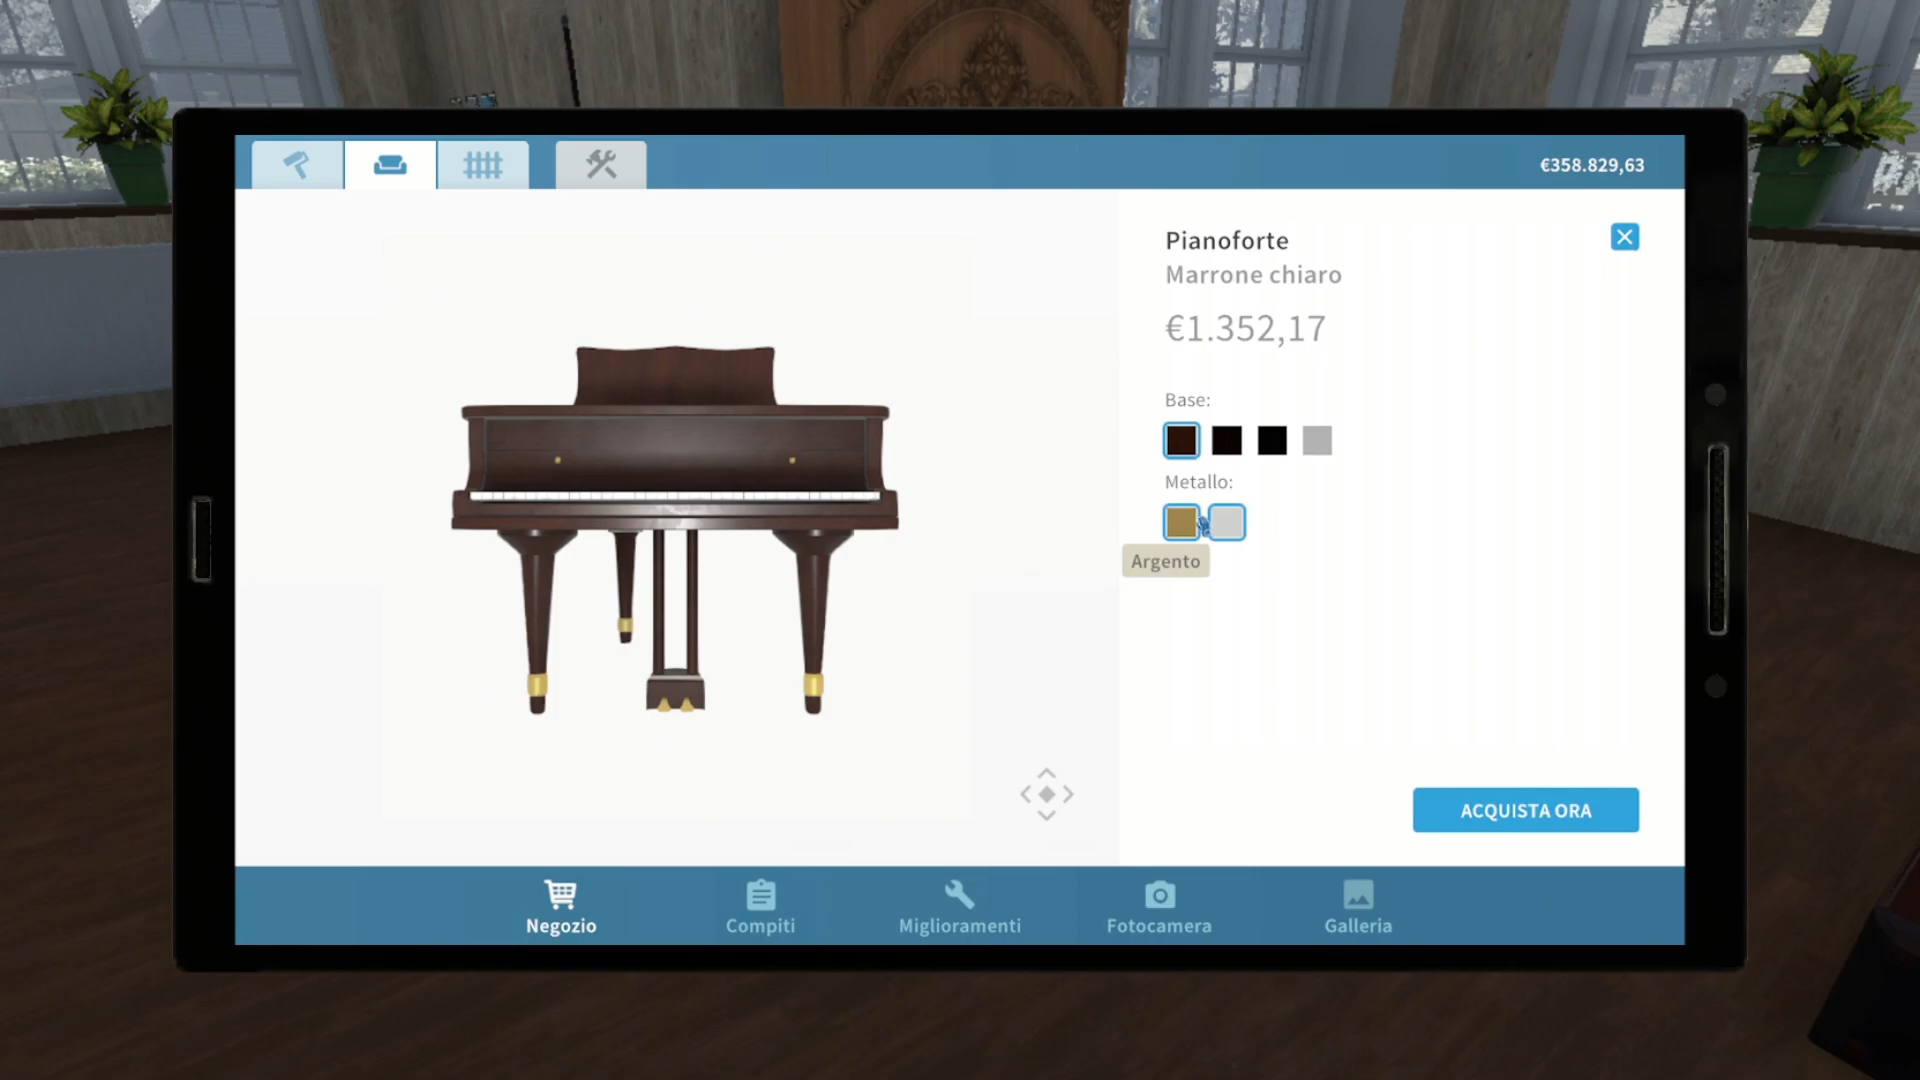 €358.829,63
Pianoforte
Marrone chiaro
€1.352,17
Base:
Metallo:
Argento
ACQUISTA ORA
Negozio
Compiti
Miglioramenti
Fotocamera
Galleria